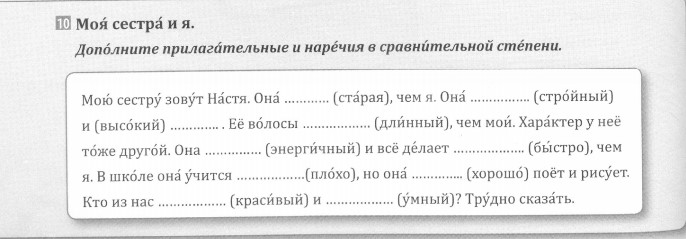 10 Моя́ сестра́ и я.
Допо́лните прилага́тельные и наре́чия в сравни́тельной сте́пени.
Мою́ сестру́ зову́т На́стя. Она́ ............ (ста́рая), чем я. Она́ ................ (стро́йный)
и (высо́кий) ............. . Её во́лосы .................. (дли́нный), чем мои́. Хара́ктер у неё
то́же друго́й. Она ............... (энерги́чный) и всё де́лает ................... (бы́стро), чем
я. В шко́ле она́ у́чится ..................(пло́хо), но она́ ............. (хорошо́) поёт и рису́ет.
Кто из нас .................. (краси́вый) и .................. (у́мный)? Тру́дно сказа́ть.